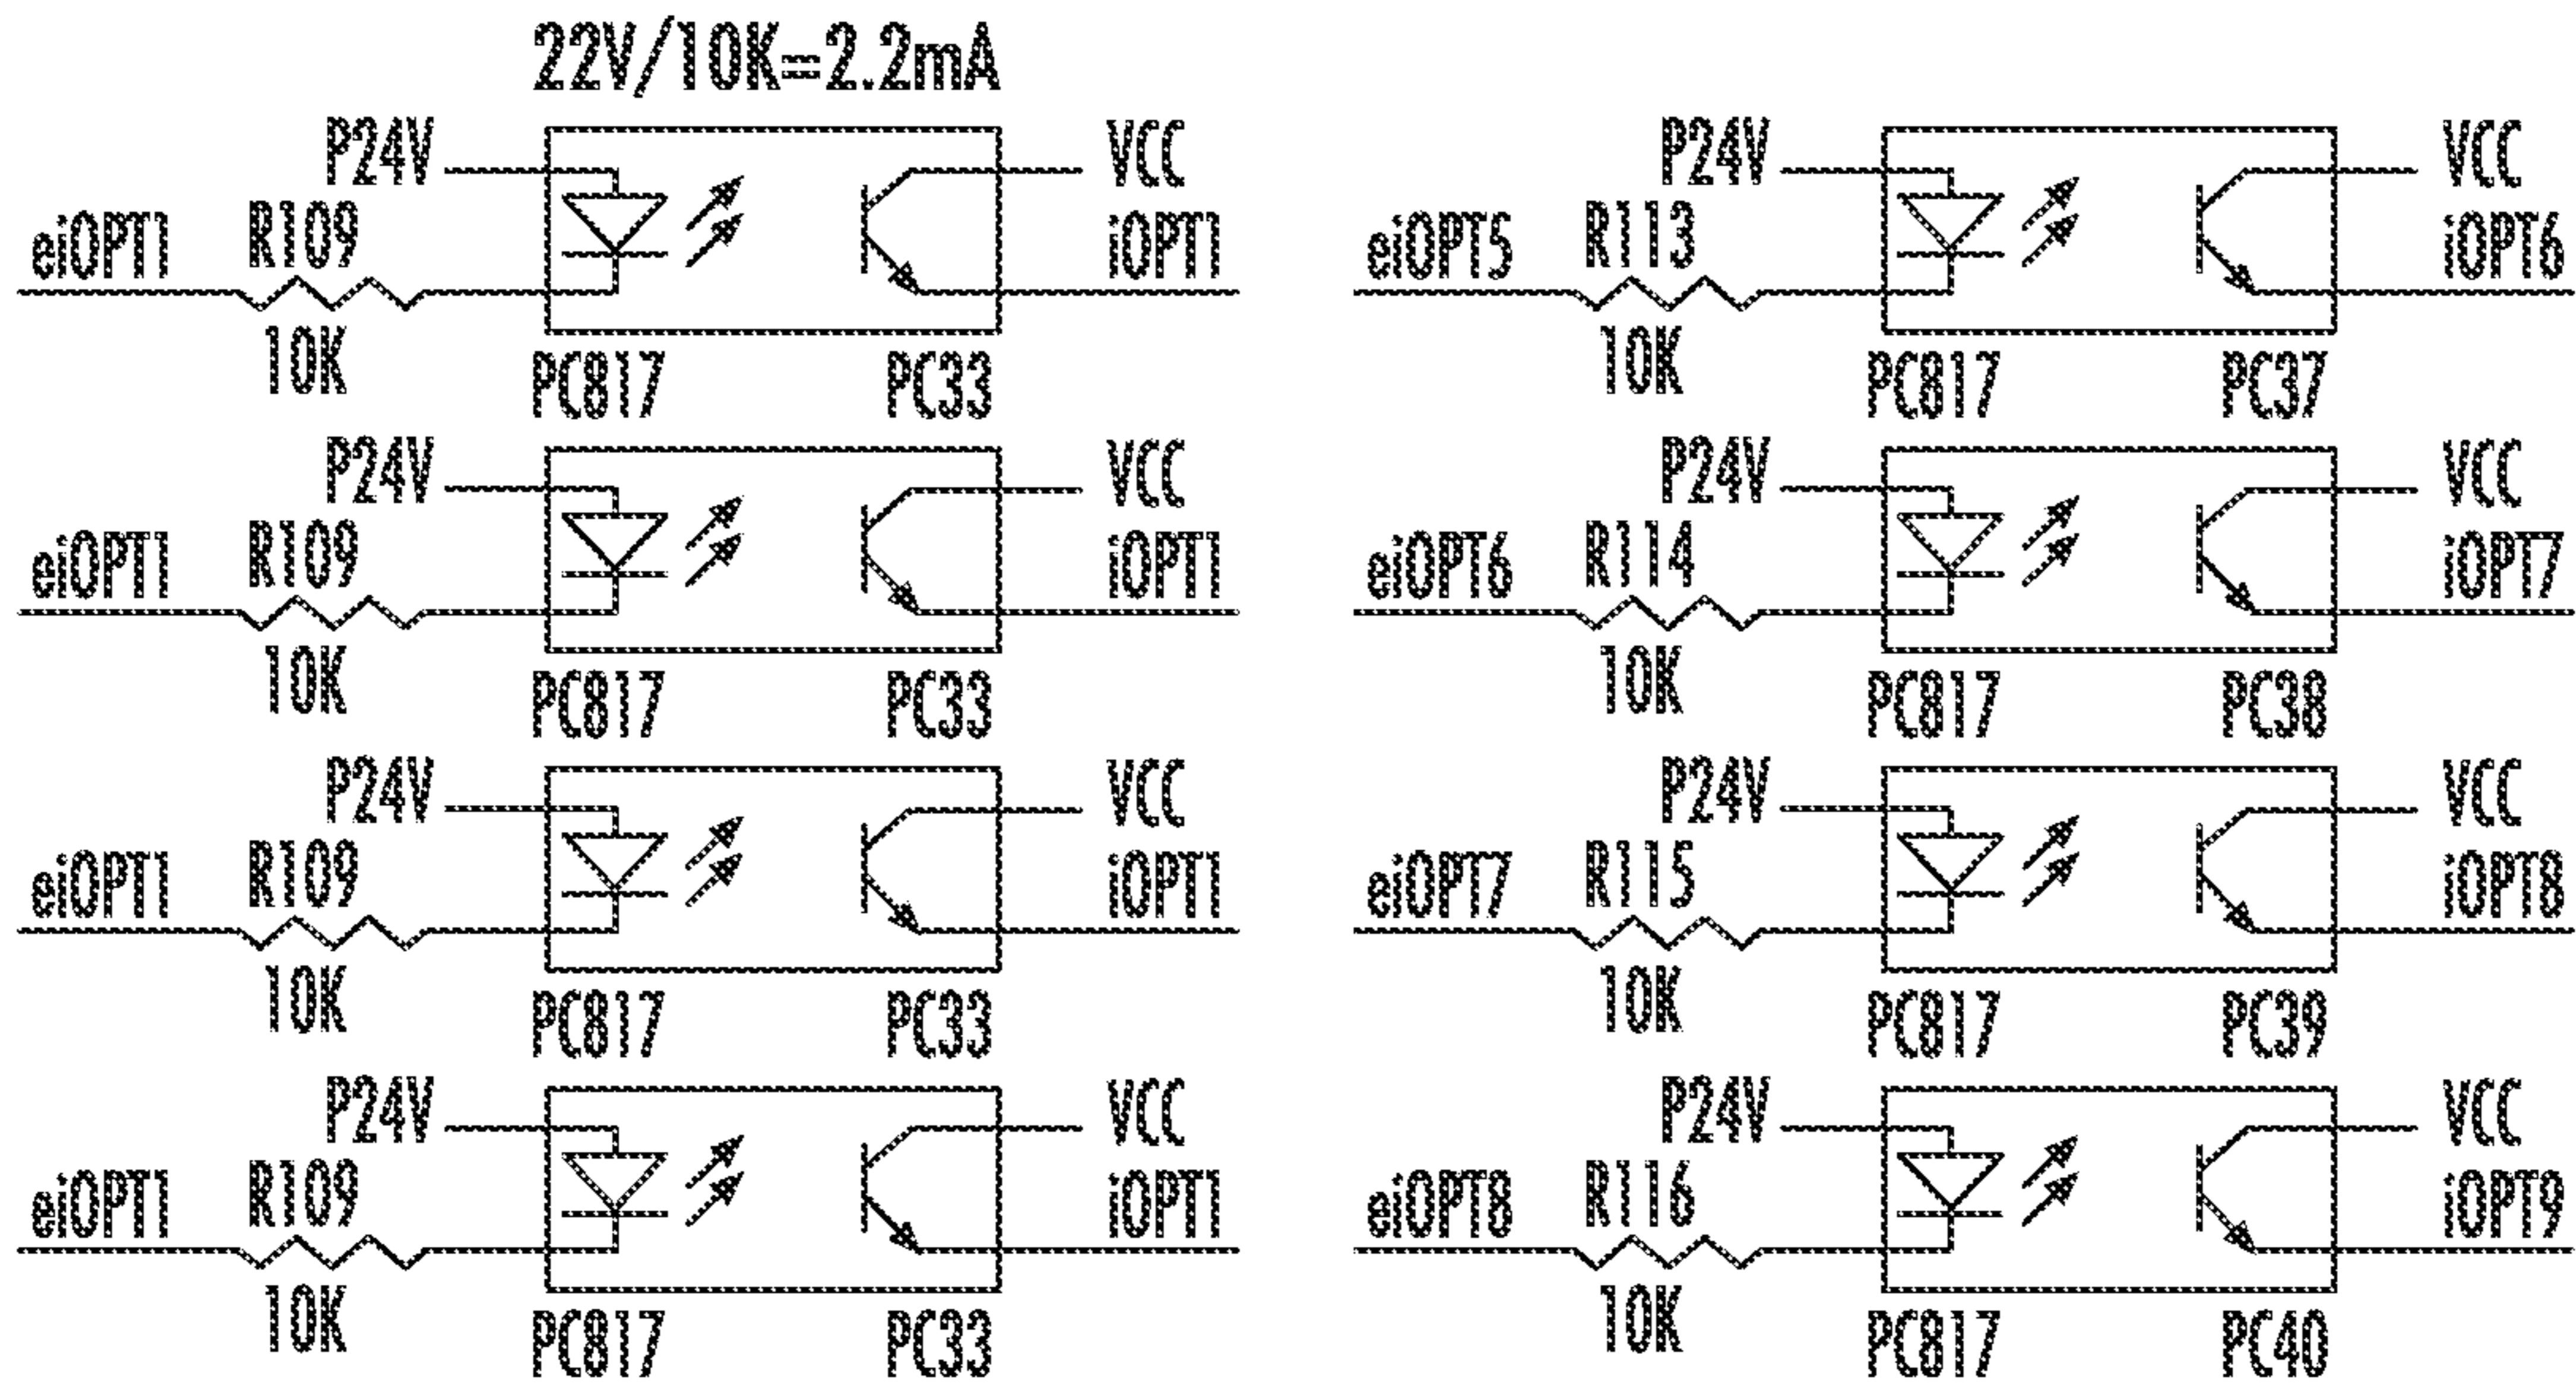 22V/10K=2.2mA
P24V
VCC
eiOPT1
R109
iOPT1
10K
PC817
PC33
P24V
VCC
eiOPT1
R109
iOPT1
10K
PC817
PC33
P24V
VCC
eiOPT1
R109
iOPT1
10K
PC817
PC33
P24V
VCC
eiOPT1
R109
iOPT1
10K
PC817
PC33
P24V
VCC
eiOPT5
R113
iOPT6
10K
PC817
PC37
P24V
VCC
eiOPT6
R114
iOPT7
10K
PC817
PC38
P24V
VCC
eiOPT7
R115
iOPT8
10K
PC817
PC39
P24V
VCC
eiOPT8
R116
iOPT9
10K
PC817
PC40